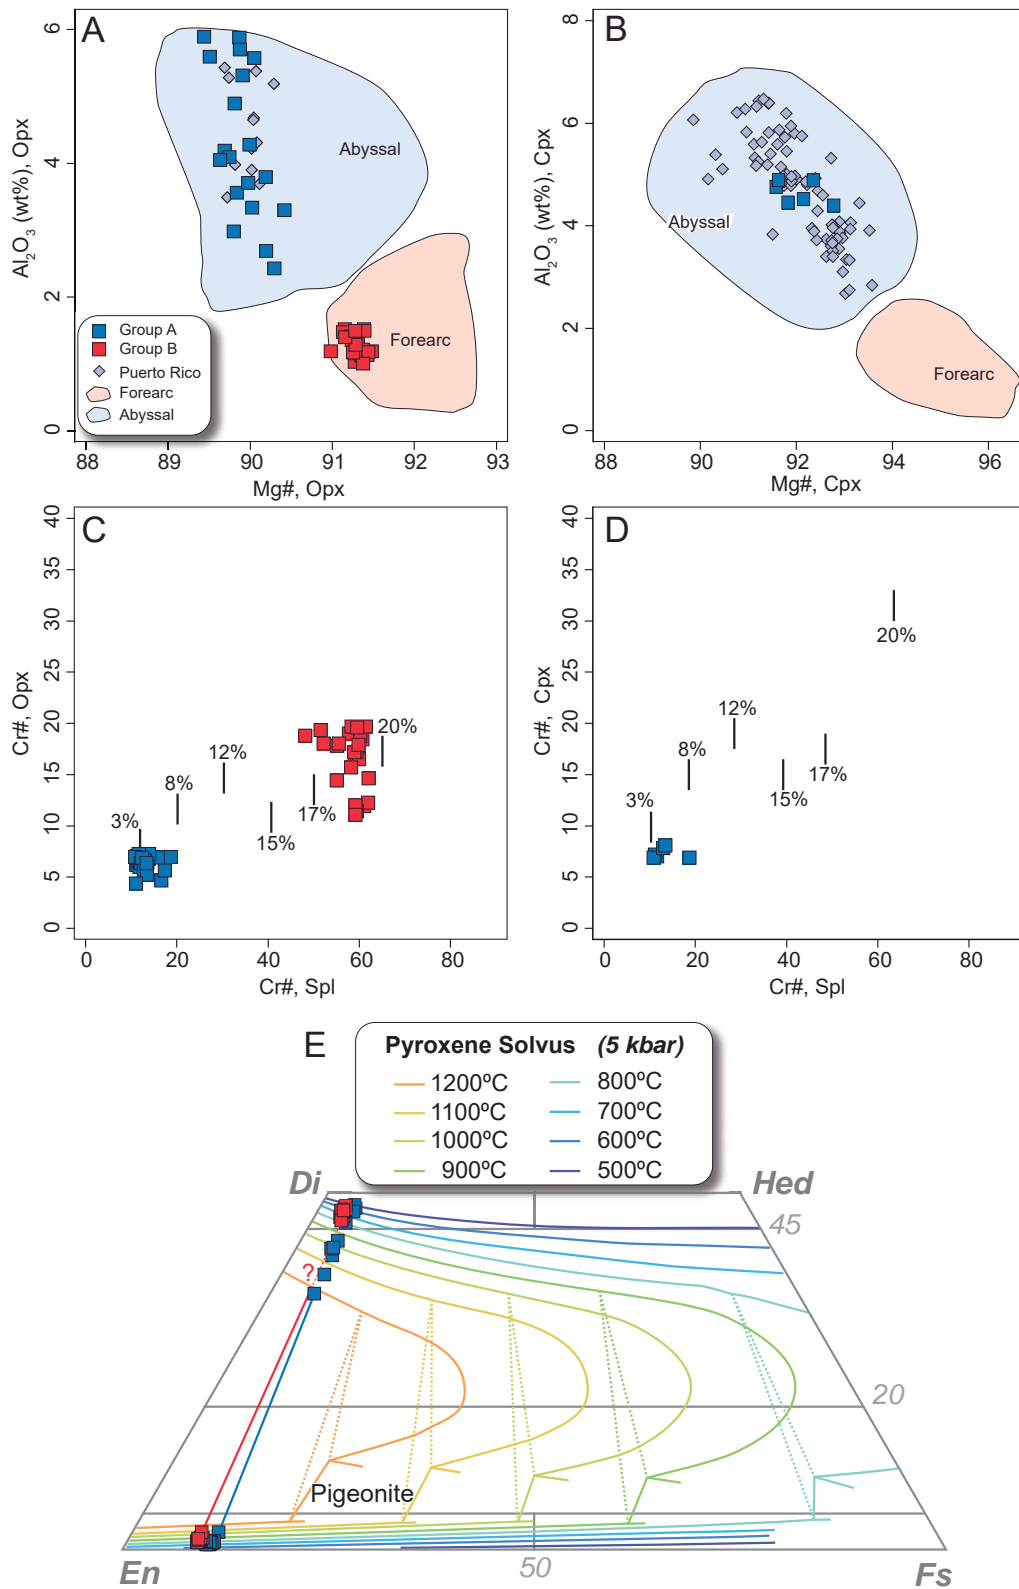 A
Al₂O₃ (wt%), Opx
6
4
2
0
Abyssal
Forearc
Group A
Group B
Puerto Rico
Forearc
Abyssal
88
89
90
91
92
93
Mg#, Opx
B
Al₂O₃ (wt%), Cpx
8
6
4
2
0
Abyssal
Forearc
88
90
92
94
96
Mg#, Cpx
C
Cr#, Opx
40
35
30
25
20
15
10
5
0
3%
8%
12%
15%
17%
20%
0
20
40
60
80
Cr#, Spl
D
Cr#, Cpx
40
35
30
25
20
15
10
5
0
3%
8%
12%
15%
17%
20%
0
20
40
60
80
Cr#, Spl
E
Pyroxene Solvus (5 kbar)
1200ºC
800ºC
1100ºC
700ºC
1000ºC
600ºC
900ºC
500ºC
Di
Hed
45
?
20
Pigeonite
En
50
Fs